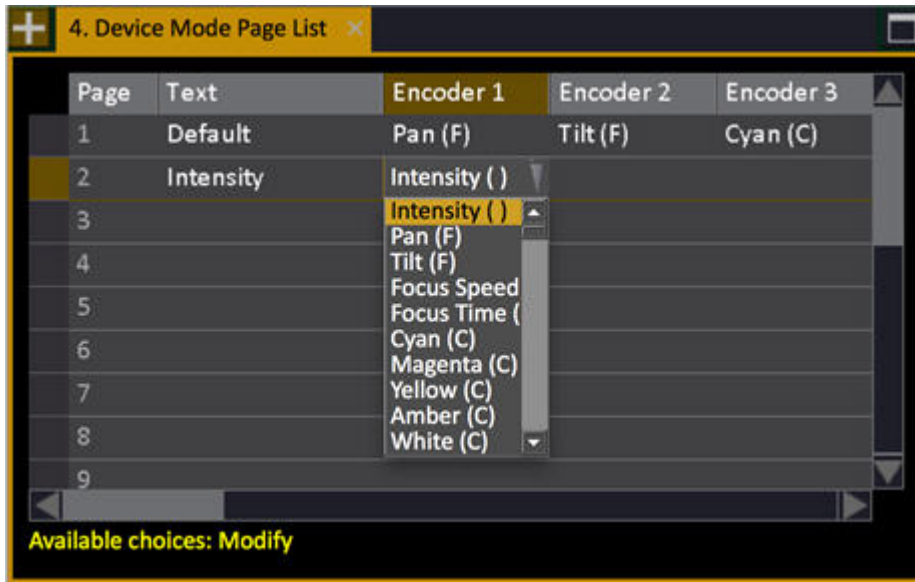 4. Device Mode Page List
Page Text Encoder 1 Encoder 2 Encoder 3
1 Default Pan (F) Tilt (F) Cyan (C)
2 Intensity Intensity ( )
3
4
5
6
7
8
9
Intensity ( )
Pan (F)
Tilt (F)
Focus Speed
Focus Time (
Cyan (C)
Magenta (C)
Yellow (C)
Amber (C)
White (C)
Available choices: Modify